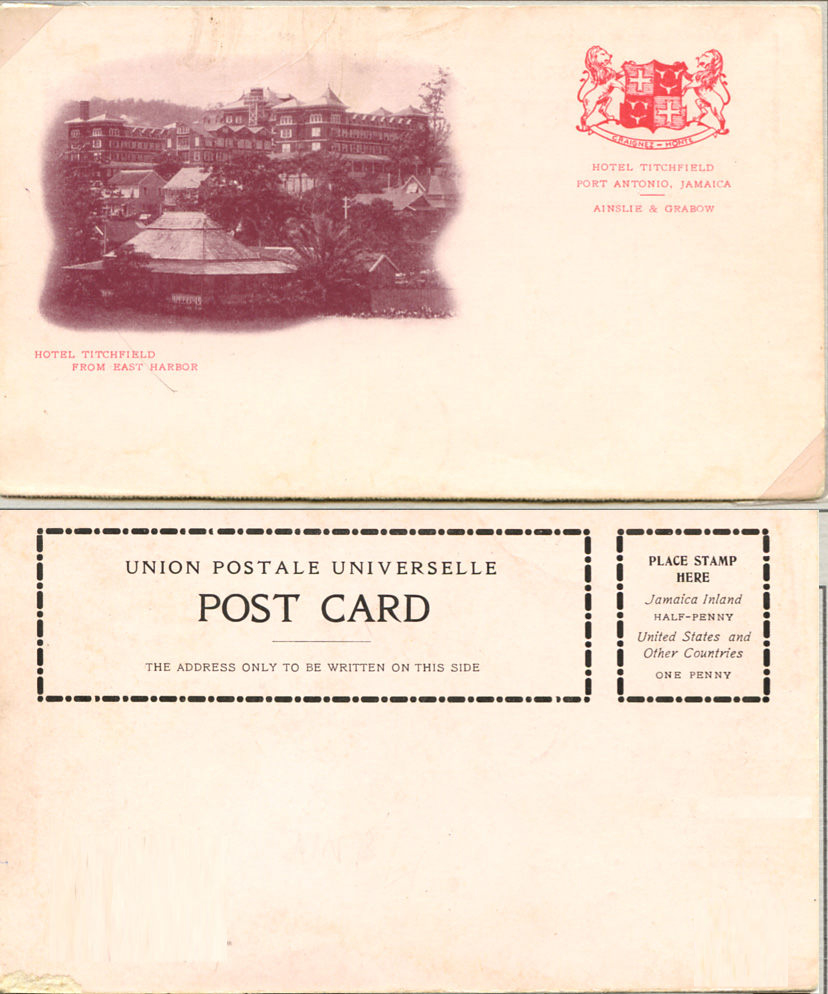 GRAIGNEZ – HONTE
HOTEL TITCHFIELD
PORT ANTONIO, JAMAICA
AINSLIE & GRABOW
HOTEL TITCHFIELD
FROM EAST HARBOR
UNION POSTALE UNIVERSELLE
POST CARD
THE ADDRESS ONLY TO BE WRITTEN ON THIS SIDE
PLACE STAMP
HERE
Jamaica Inland
HALF-PENNY
United States and
Other Countries
ONE PENNY